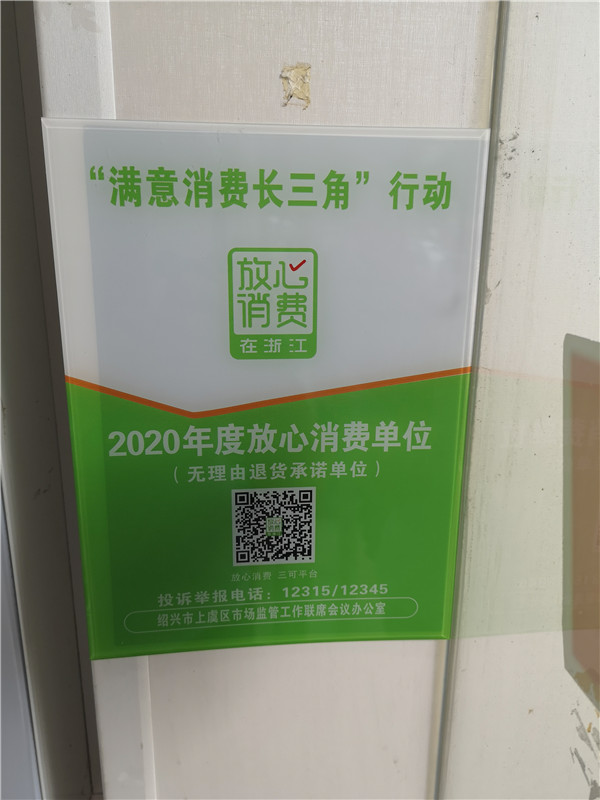 “满意消费长三角”行动
放心
消费
在浙江
2020年度放心消费单位
（无理由退货承诺单位）
放心消费 三可平台
投诉举报电话：12315/12345
绍兴市上虞区市场监管工作联席会议办公室